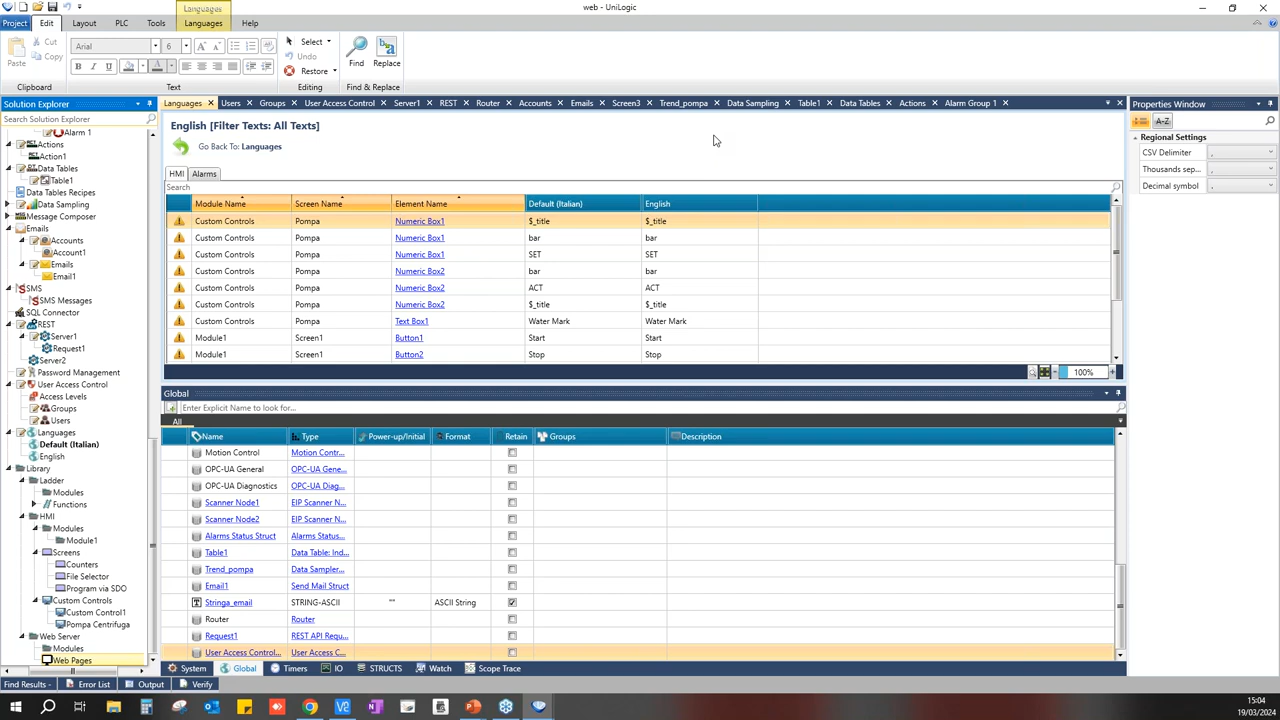 Languages
web - UniLogic
Project Edit Layout PLC Tools Languages Help
Paste Cut Copy
Clipboard
Arial 6
B I U A
Text
Select
Undo
Restore
Editing
Find Replace
Find & Replace
Solution Explorer
Search Solution Explorer
Alarm 1
Actions
Action1
Data Tables
Table1
Data Tables Recipes
Data Sampling
Message Composer
Emails
Accounts
Account1
Emails
Email1
SMS
SMS Messages
SQL Connector
REST
Server1
Request1
Server2
Password Management
User Access Control
Access Levels
Groups
Users
Languages
Default (Italian)
English
Library
Ladder
Modules
Functions
HMI
Modules
Module1
Screens
Counters
File Selector
Program via SDO
Custom Controls
Custom Control1
Pompa Centrifuga
Web Server
Modules
Web Pages
Languages Users Groups User Access Control Server1 REST Router Accounts Emails Screen3 Trend_pompa Data Sampling Table1 Data Tables Actions Alarm Group 1
English [Filter Texts: All Texts]
Go Back To: Languages
HMI Alarms
Search
Module Name Screen Name Element Name Default (Italian) English
Custom Controls Pompa Numeric Box1 $_title $_title
Custom Controls Pompa Numeric Box1 bar bar
Custom Controls Pompa Numeric Box1 SET SET
Custom Controls Pompa Numeric Box2 bar bar
Custom Controls Pompa Numeric Box2 ACT ACT
Custom Controls Pompa Numeric Box2 $_title $_title
Custom Controls Pompa Text Box1 Water Mark Water Mark
Module1 Screen1 Button1 Start Start
Module1 Screen1 Button2 Stop Stop
100%
Global
Enter Explicit Name to look for...
All
Name Type Power-up/Initial Format Retain Groups Description
Motion Control Motion Contr...
OPC-UA General OPC-UA Gene...
OPC-UA Diagnostics OPC-UA Diag...
Scanner Node1 EIP Scanner N...
Scanner Node2 EIP Scanner N...
Alarms Status Struct Alarms Status...
Table1 Data Table: Ind...
Trend_pompa Data Sampler...
Email1 Send Mail Struct
Stringa_email STRING-ASCII "" ASCII String
Router Router
Request1 REST API Requ...
User Access Control... User Access C...
System Global Timers IO STRUCTS Watch Scope Trace
Properties Window
A-Z
Regional Settings
CSV Delimiter ,
Thousands sep... ,
Decimal symbol ,
Find Results - Error List Output Verify
15:04
19/03/2024